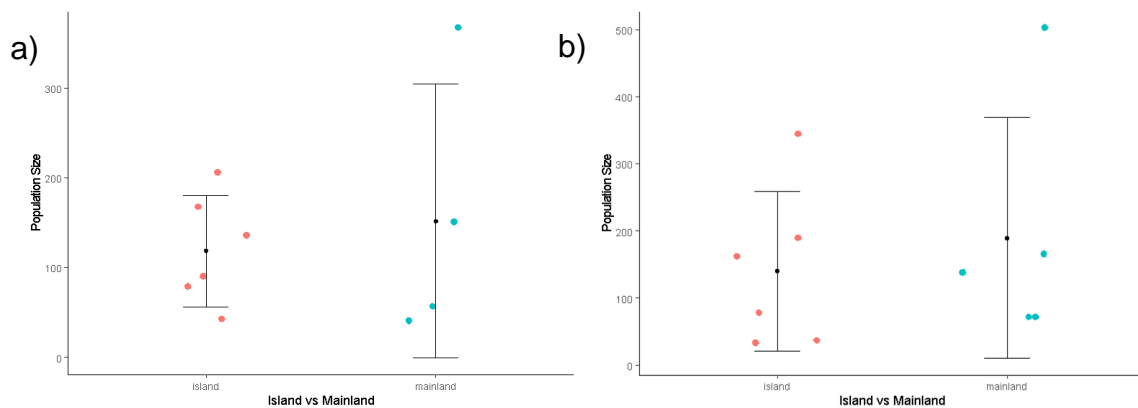 a)
Population Size
300
200
100
0
island
mainland
Island vs Mainland
b)
Population Size
500
400
300
200
100
0
island
mainland
Island vs Mainland